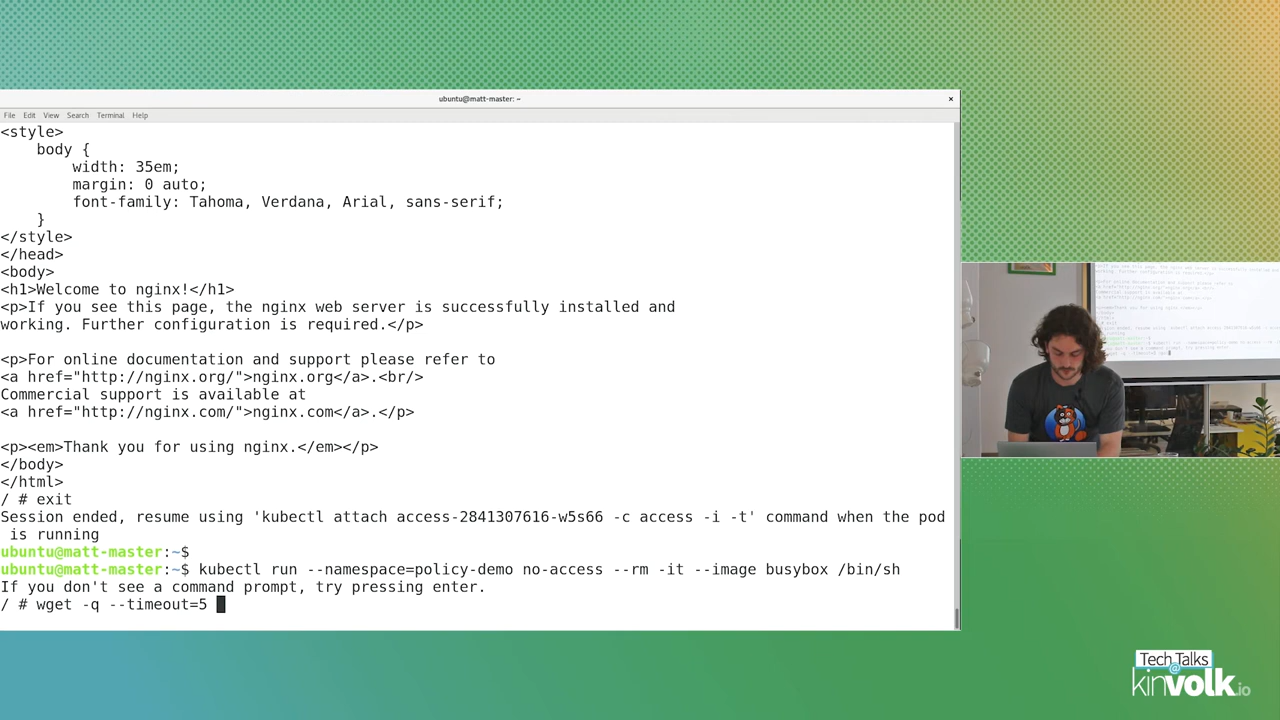 ubuntu@matt-master: ~
×
File Edit View Search Terminal Help
<style>
    body {
        width: 35em;
        margin: 0 auto;
        font-family: Tahoma, Verdana, Arial, sans-serif;
    }
</style>
</head>
<body>
<h1>Welcome to nginx!</h1>
<p>If you see this page, the nginx web server is successfully installed and
working. Further configuration is required.</p>
<p>For online documentation and support please refer to
<a href="http://nginx.org/">nginx.org</a>.<br/>
Commercial support is available at
<a href="http://nginx.com/">nginx.com</a>.</p>
<p><em>Thank you for using nginx.</em></p>
</body>
</html>
/ # exit
Session ended, resume using 'kubectl attach access-2841307616-w5s66 -c access -i -t' command when the pod
 is running
ubuntu@matt-master:~$
ubuntu@matt-master:~$ kubectl run --namespace=policy-demo no-access --rm -it --image busybox /bin/sh
If you don't see a command prompt, try pressing enter.
/ # wget -q --timeout=5
Tech Talks
@
kinvolk.io